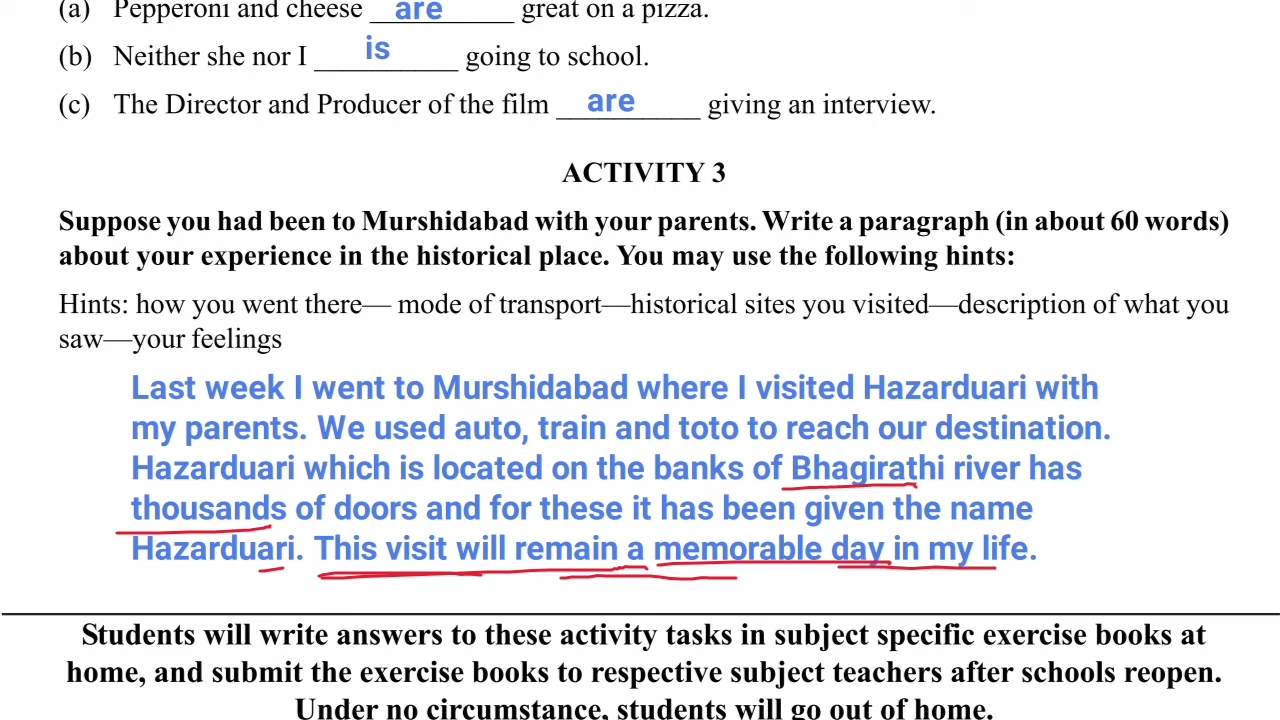 (a) Pepperoni and cheese __________ are great on a pizza.
(b) Neither she nor I __________ is going to school.
(c) The Director and Producer of the film __________ are giving an interview.
ACTIVITY 3
Suppose you had been to Murshidabad with your parents. Write a paragraph (in about 60 words)
about your experience in the historical place. You may use the following hints:
Hints: how you went there— mode of transport—historical sites you visited—description of what you
saw—your feelings
Last week I went to Murshidabad where I visited Hazarduari with
my parents. We used auto, train and toto to reach our destination.
Hazarduari which is located on the banks of Bhagirathi river has
thousands of doors and for these it has been given the name
Hazarduari. This visit will remain a memorable day in my life.
Students will write answers to these activity tasks in subject specific exercise books at
home, and submit the exercise books to respective subject teachers after schools reopen.
Under no circumstance, students will go out of home.